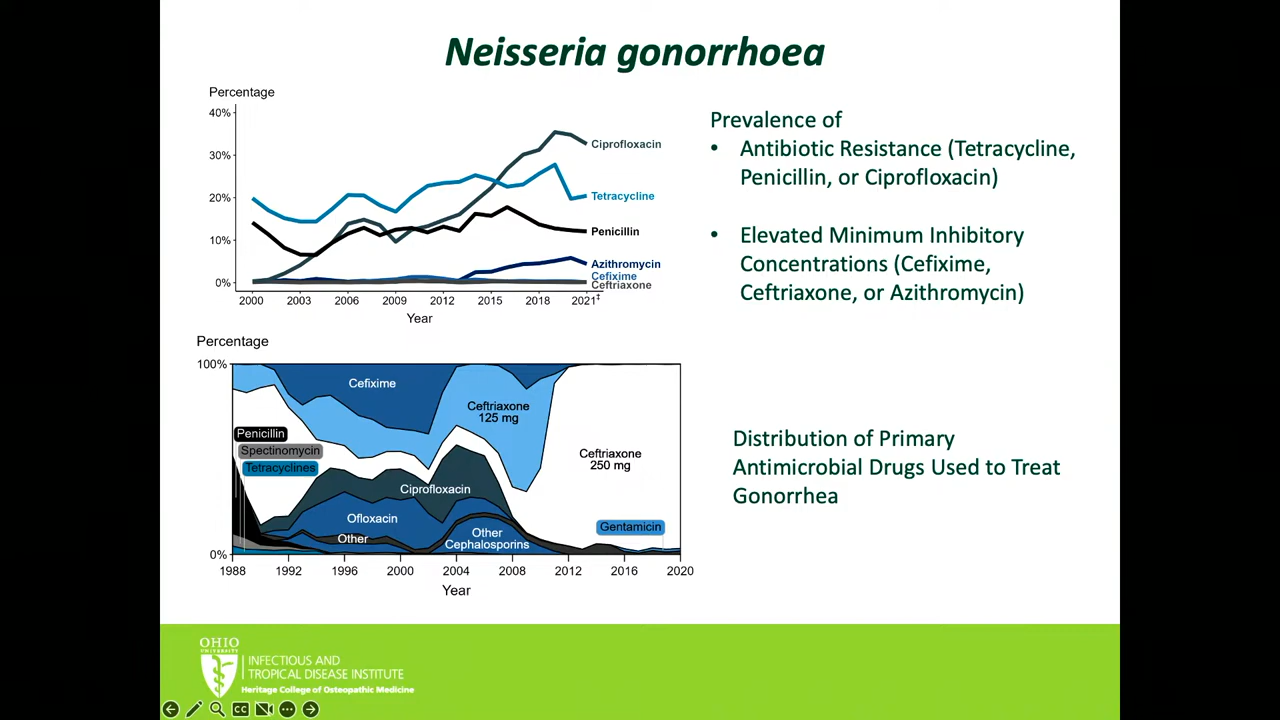 Neisseria gonorrhoea
Percentage
40%
30%
20%
10%
0%
Ciprofloxacin
Tetracycline
Penicillin
Azithromycin
Cefixime
Ceftriaxone
2000 2003 2006 2009 2012 2015 2018 2021‡
Year
Prevalence of
• Antibiotic Resistance (Tetracycline,
Penicillin, or Ciprofloxacin)
• Elevated Minimum Inhibitory
Concentrations (Cefixime,
Ceftriaxone, or Azithromycin)
Percentage
100%
0%
Cefixime
Ceftriaxone
125 mg
Penicillin
Spectinomycin
Tetracyclines
Ceftriaxone
250 mg
Ciprofloxacin
Ofloxacin
Other
Other
Cephalosporins
Gentamicin
1988 1992 1996 2000 2004 2008 2012 2016 2020
Year
Distribution of Primary
Antimicrobial Drugs Used to Treat
Gonorrhea
OHIO
UNIVERSITY
INFECTIOUS AND
TROPICAL DISEASE INSTITUTE
Heritage College of Osteopathic Medicine
CC